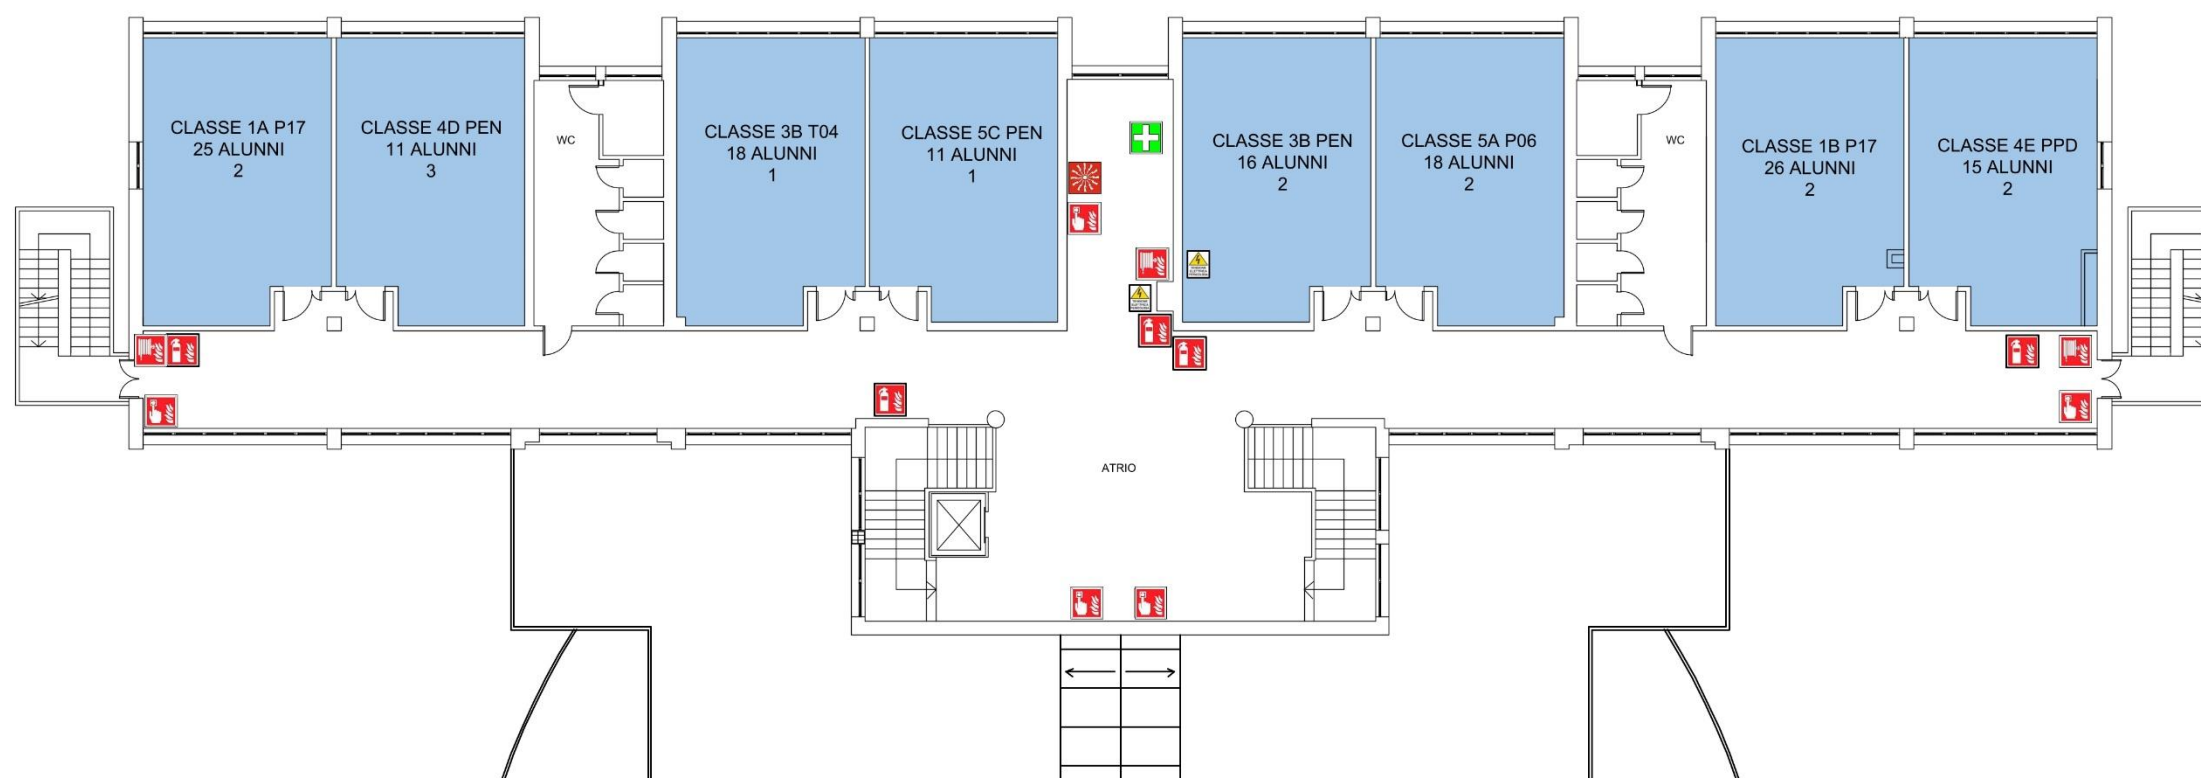 CLASSE 1A P17
25 ALUNNI
2
CLASSE 4D PEN
11 ALUNNI
3
WC
CLASSE 3B T04
18 ALUNNI
1
CLASSE 5C PEN
11 ALUNNI
1
CLASSE 3B PEN
16 ALUNNI
2
CLASSE 5A P06
18 ALUNNI
2
WC
CLASSE 1B P17
26 ALUNNI
2
CLASSE 4E PPD
15 ALUNNI
2
ATRIO